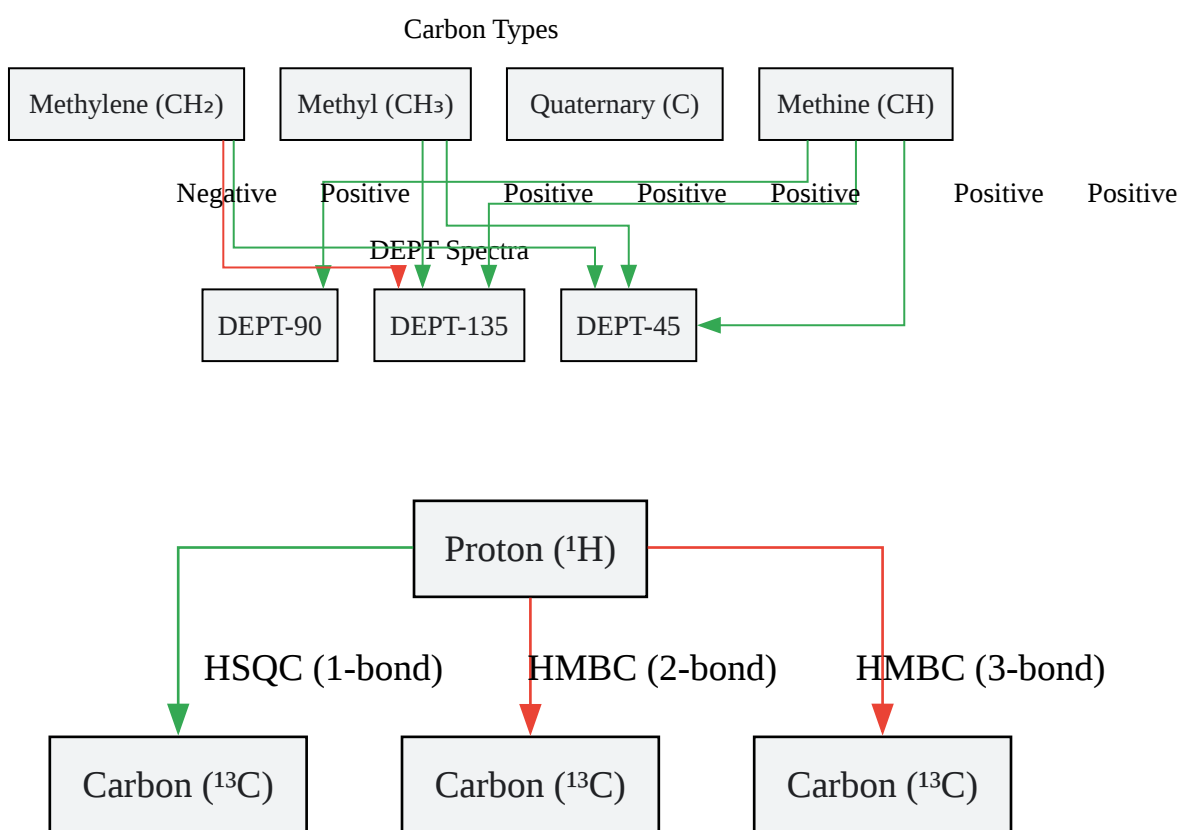 Carbon Types
Methylene (CH₂)
Methyl (CH₃)
Quaternary (C)
Methine (CH)
Negative
Positive
Positive
Positive
Positive
Positive
Positive
DEPT Spectra
DEPT-90
DEPT-135
DEPT-45
Proton (¹H)
HSQC (1-bond)
HMBC (2-bond)
HMBC (3-bond)
Carbon (¹³C)
Carbon (¹³C)
Carbon (¹³C)